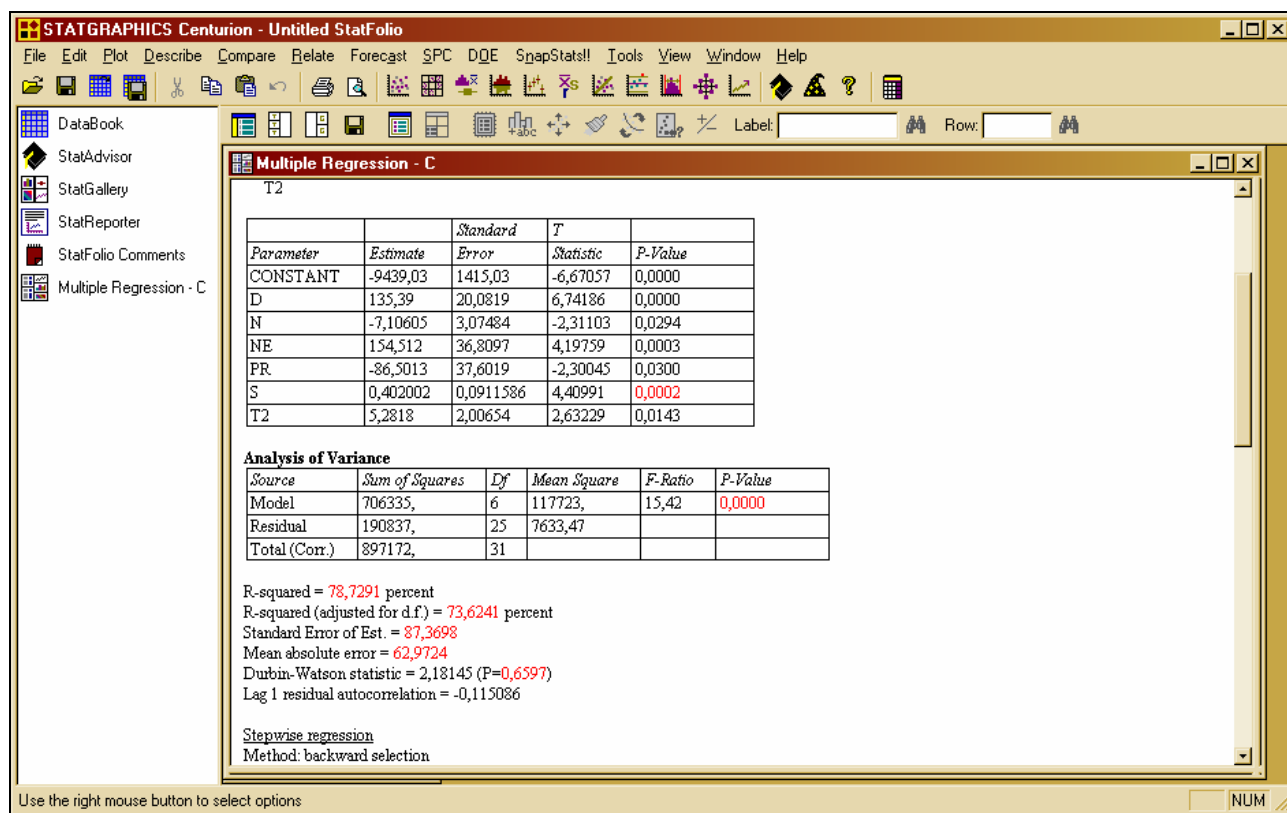 STATGRAPHICS Centurion - Untitled StatFolio
File Edit Plot Describe Compare Relate Forecast SPC DOE SnapStats!! Tools View Window Help
Label: Row:
DataBook
StatAdvisor
StatGallery
StatReporter
StatFolio Comments
Multiple Regression - C
Multiple Regression - C
T2
Standard T
Parameter Estimate Error Statistic P-Value
CONSTANT -9439,03 1415,03 -6,67057 0,0000
D 135,39 20,0819 6,74186 0,0000
N -7,10605 3,07484 -2,31103 0,0294
NE 154,512 36,8097 4,19759 0,0003
PR -86,5013 37,6019 -2,30045 0,0300
S 0,402002 0,0911586 4,40991 0,0002
T2 5,2818 2,00654 2,63229 0,0143
Analysis of Variance
Source Sum of Squares Df Mean Square F-Ratio P-Value
Model 706335, 6 117723, 15,42 0,0000
Residual 190837, 25 7633,47
Total (Corr.) 897172, 31
R-squared = 78,7291 percent
R-squared (adjusted for d.f.) = 73,6241 percent
Standard Error of Est. = 87,3698
Mean absolute error = 62,9724
Durbin-Watson statistic = 2,18145 (P=0,6597)
Lag 1 residual autocorrelation = -0,115086
Stepwise regression
Method: backward selection
Use the right mouse button to select options
NUM